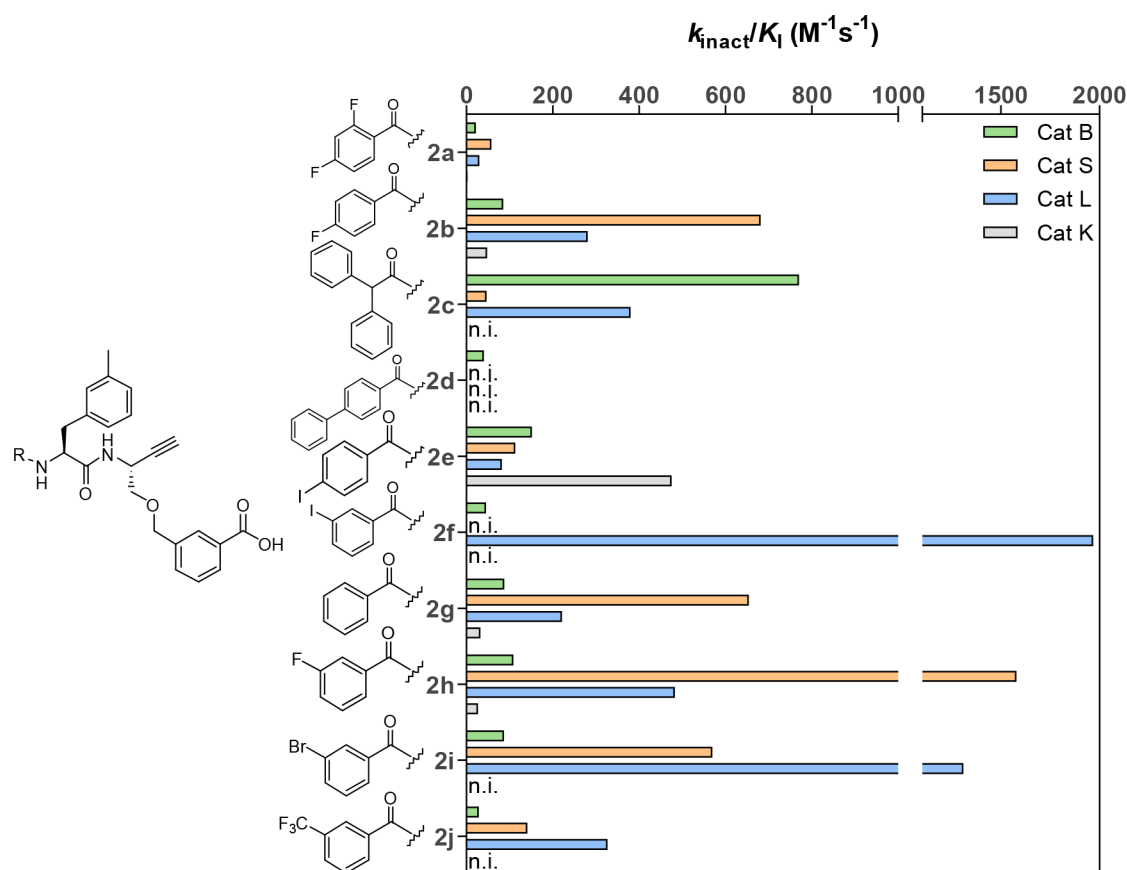 kinact/KI (M-1s-1)
0 200 400 600 800 1000 1500 2000
Cat B
Cat S
Cat L
Cat K
F O
F
2a
O
F
2b
O
2c
n.i.
O
2d
n.i.
n.i.
n.i.
O
I
2e
I O
2f
n.i.
n.i.
O
2g
F O
2h
Br O
2i
n.i.
F3C O
2j
n.i.
H
N
R N
H
O
O
O
OH